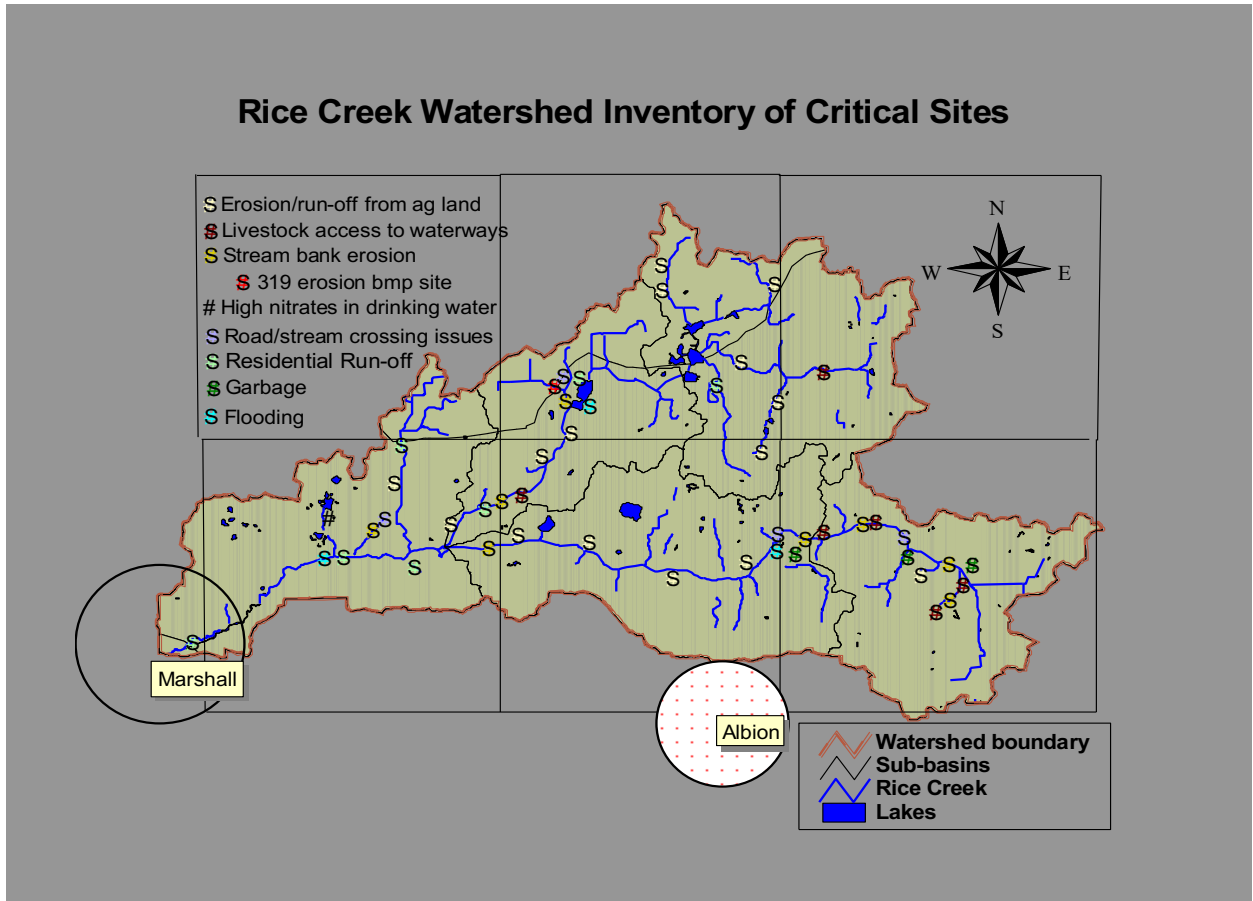 Rice Creek Watershed Inventory of Critical Sites
S Erosion/run-off from ag land
S Livestock access to waterways
S Stream bank erosion
S 319 erosion bmp site
# High nitrates in drinking water
S Road/stream crossing issues
S Residential Run-off
S Garbage
S Flooding
N
W
E
S
Marshall
Albion
Watershed boundary
Sub-basins
Rice Creek
Lakes